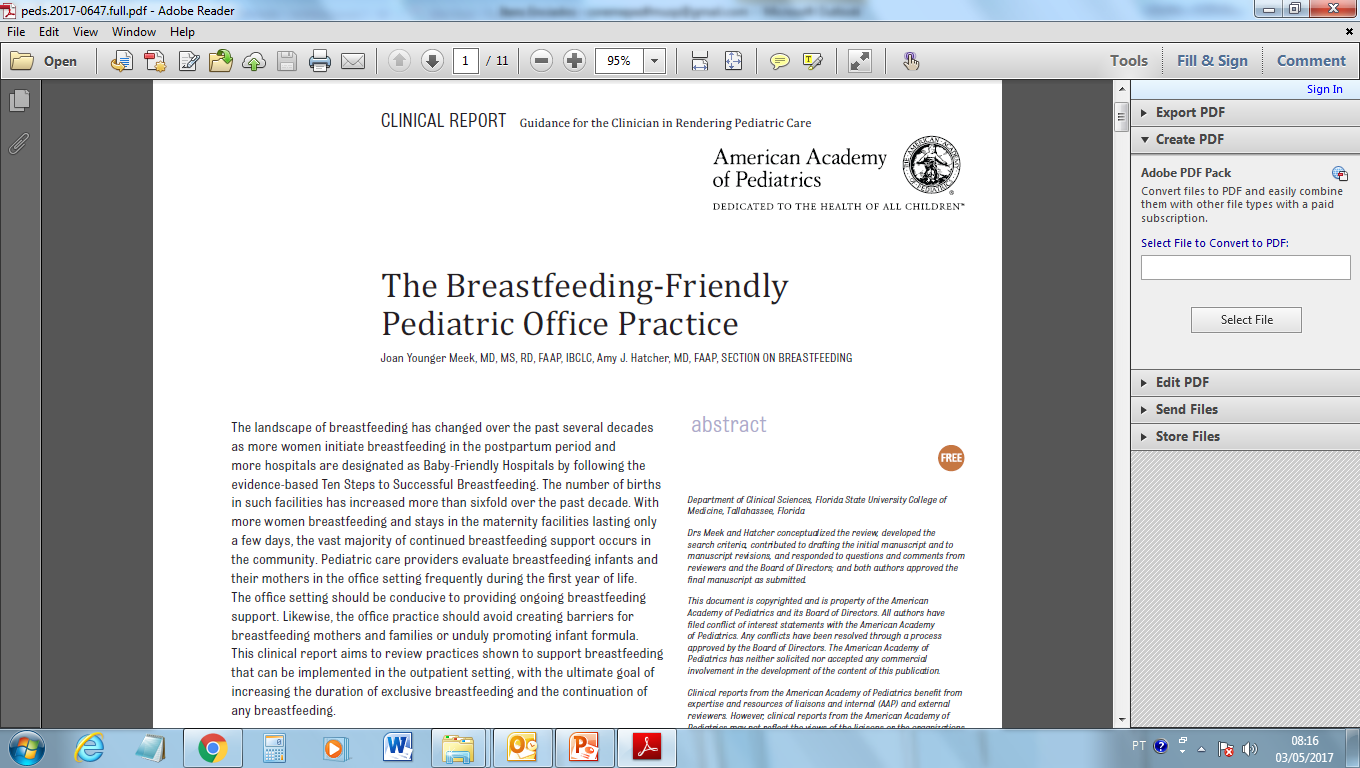 peds.2017-0647.full.pdf - Adobe Reader
File Edit View Window Help
Open
1 / 11
95%
Tools
Fill & Sign
Comment
Sign In
Export PDF
Create PDF
Adobe PDF Pack
Convert files to PDF and easily combine
them with other file types with a paid
subscription.
Select File to Convert to PDF:
Select File
Edit PDF
Send Files
Store Files
CLINICAL REPORT Guidance for the Clinician in Rendering Pediatric Care
American Academy
of Pediatrics
DEDICATED TO THE HEALTH OF ALL CHILDREN™
The Breastfeeding-Friendly
Pediatric Office Practice
Joan Younger Meek, MD, MS, RD, FAAP, IBCLC, Amy J. Hatcher, MD, FAAP, SECTION ON BREASTFEEDING
The landscape of breastfeeding has changed over the past several decades
as more women initiate breastfeeding in the postpartum period and
more hospitals are designated as Baby-Friendly Hospitals by following the
evidence-based Ten Steps to Successful Breastfeeding. The number of births
in such facilities has increased more than sixfold over the past decade. With
more women breastfeeding and stays in the maternity facilities lasting only
a few days, the vast majority of continued breastfeeding support occurs in
the community. Pediatric care providers evaluate breastfeeding infants and
their mothers in the office setting frequently during the first year of life.
The office setting should be conducive to providing ongoing breastfeeding
support. Likewise, the office practice should avoid creating barriers for
breastfeeding mothers and families or unduly promoting infant formula.
This clinical report aims to review practices shown to support breastfeeding
that can be implemented in the outpatient setting, with the ultimate goal of
increasing the duration of exclusive breastfeeding and the continuation of
any breastfeeding.
abstract
FREE
Department of Clinical Sciences, Florida State University College of
Medicine, Tallahassee, Florida
Drs Meek and Hatcher conceptualized the review, developed the
search criteria, contributed to drafting the initial manuscript and to
manuscript revisions, and responded to questions and comments from
reviewers and the Board of Directors; and both authors approved the
final manuscript as submitted.
This document is copyrighted and is property of the American
Academy of Pediatrics and its Board of Directors. All authors have
filed conflict of interest statements with the American Academy
of Pediatrics. Any conflicts have been resolved through a process
approved by the Board of Directors. The American Academy of
Pediatrics has neither solicited nor accepted any commercial
involvement in the development of the content of this publication.
Clinical reports from the American Academy of Pediatrics benefit from
expertise and resources of liaisons and internal (AAP) and external
reviewers. However, clinical reports from the American Academy of
Pediatrics may not reflect the views of the liaisons or the organizations
PT
08:16
03/05/2017